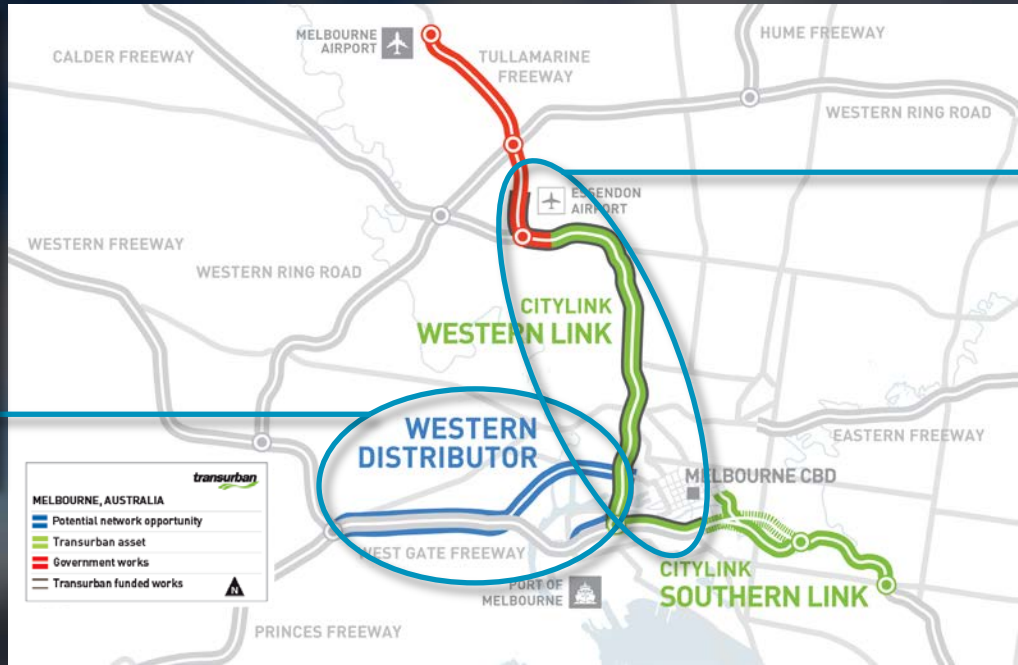 MELBOURNE
AIRPORT
CALDER FREEWAY
TULLAMARINE
FREEWAY
HUME FREEWAY
WESTERN RING ROAD
ESSENDON
AIRPORT
WESTERN FREEWAY
WESTERN RING ROAD
CITYLINK
WESTERN LINK
WESTERN
DISTRIBUTOR
EASTERN FREEWAY
MELBOURNE CBD
transurban
MELBOURNE, AUSTRALIA
Potential network opportunity
Transurban asset
Government works
Transurban funded works
N
WEST GATE FREEWAY
PORT OF
MELBOURNE
CITYLINK
SOUTHERN LINK
PRINCES FREEWAY